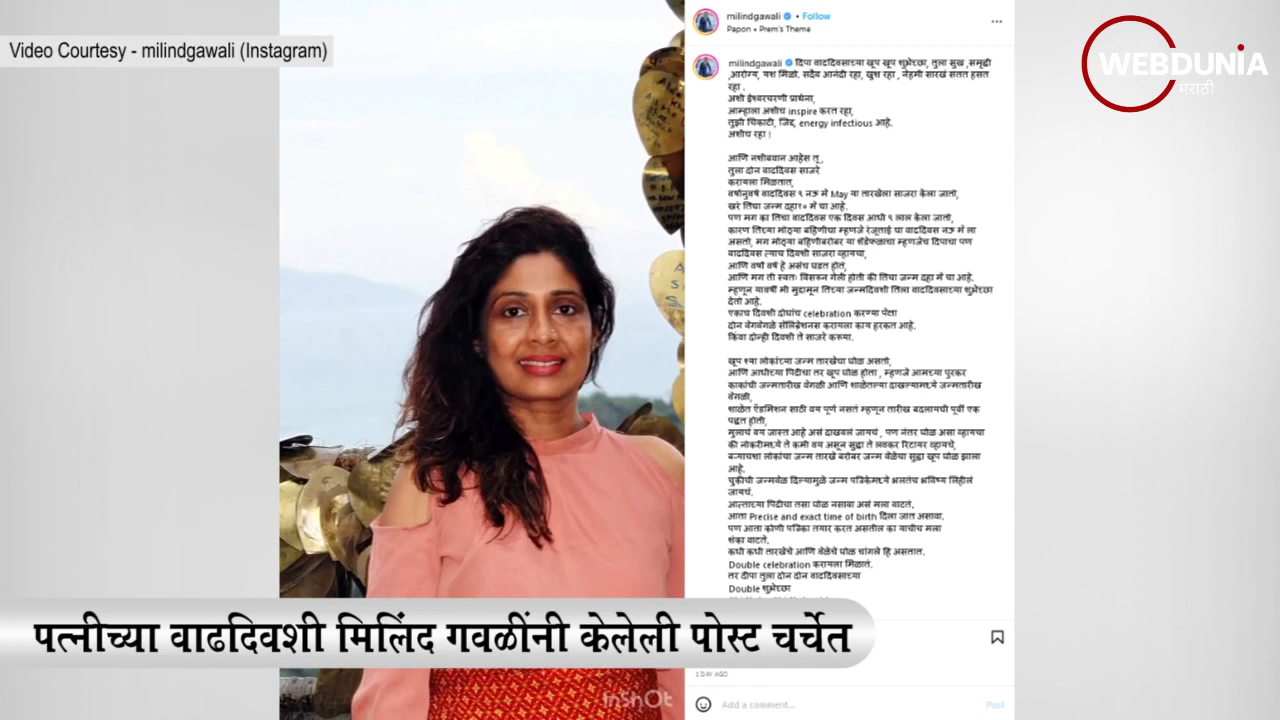 Video Courtesy - milindgawali (Instagram)
milindgawali • Follow
Papon • Prem's Theme
WEBDUNIA
मराठी
milindgawali दिपा वाढदिवसाच्या खूप खूप शुभेच्छा, तुला सुख ,समृद्धी
,आरोग्य, यश मिळो. सदैव आनंदी रहा, खुश रहा , नेहमी सारखं सतत हसत
रहा .
अशी ईश्वरचरणी प्रार्थना,
आम्हाला अशीच inspire करत रहा,
तुझी चिकाटी, जिद्द, energy infectious आहे.
अशीच रहा !
आणि नशीबवान आहेस तू ,
तुला दोन वाढदिवस साजरे
करायला मिळतात,
वर्षानुवर्ष वाढदिवस ९ नऊ मे May या तारखेला साजरा केला जातो,
खरं तिचा जन्म दहा१० मे चा आहे.
पण मग का तिचा वाढदिवस एक दिवस आधी ९ लाल केला जातो,
कारण तिच्या मोठ्या बहिणीचा म्हणजे रंजूताई चा वाढदिवस नऊ मे ला
असतो, मग मोठ्या बहिणीबरोबर या शेंडेफळाचा म्हणजेच दिपाचा पण
वाढदिवस त्याच दिवशी साजरा व्हायचा,
आणि वर्षो वर्ष हे असंच घडत होतं,
आणि मग ती स्वतः विसरून गेली होती की तिचा जन्म दहा मे चा आहे.
म्हणून यावर्षी मी मुद्दामून तिच्या जन्मदिवशी तिला वाढदिवसाच्या शुभेच्छा
देतो आहे.
एकाच दिवशी दोघांच celebration करण्या पेक्षा
दोन वेगवेगळे सेलिब्रेशनस करायला काय हरकत आहे.
किंवा दोन्ही दिवशी ते साजरे करूया.
खूप श्या लोकांच्या जन्म तारखेचा घोळ असतो,
आणि आधीच्या पिढीचा तर खूप घोळ होता , म्हणजे आमच्या पुरकर
काकांची जन्मतारीख वेगळी आणि शाळेतल्या दाखल्यामध्ये जन्मतारीख
वेगळी,
शाळेत ऍडमिशन साठी वय पूर्ण नसतं म्हणून तारीख बदलायची पूर्वी एक
पद्धत होती,
मुलाचं वय जास्त आहे असं दाखवलं जायचं , पण नंतर घोळ असा व्हायचा
की नोकरीमध्ये ते कमी वय असून सुद्धा ते लवकर रिटायर व्हायचे,
बऱ्याचशा लोकांचा जन्म तारखे बरोबर जन्म वेळेचा सुद्धा खूप घोळ झाला
आहे.
चुकीची जन्मवेळ दिल्यामुळे जन्म पत्रिकेमध्ये भलतंच भविष्य लिहीलं
जायचं.
आत्ताच्या पिढीचा तसा घोळ नसावा असं मला वाटतं.
आता Precise and exact time of birth दिला जात असावा.
पण आता कोणी पत्रिका तयार करत असतील का याचीच मला
शंका वाटते.
कधी कधी तारखेचे आणि वेळेचे घोळ चांगले हि असतात.
Double celebration करायला मिळतं.
तर दीपा तुला दोन दोन वाढदिवसाच्या
Double शुभेच्छा
पत्नीच्या वाढदिवशी मिलिंद गवळींनी केलेली पोस्ट चर्चेत
1 DAY AGO
InShOt
Add a comment...
Post